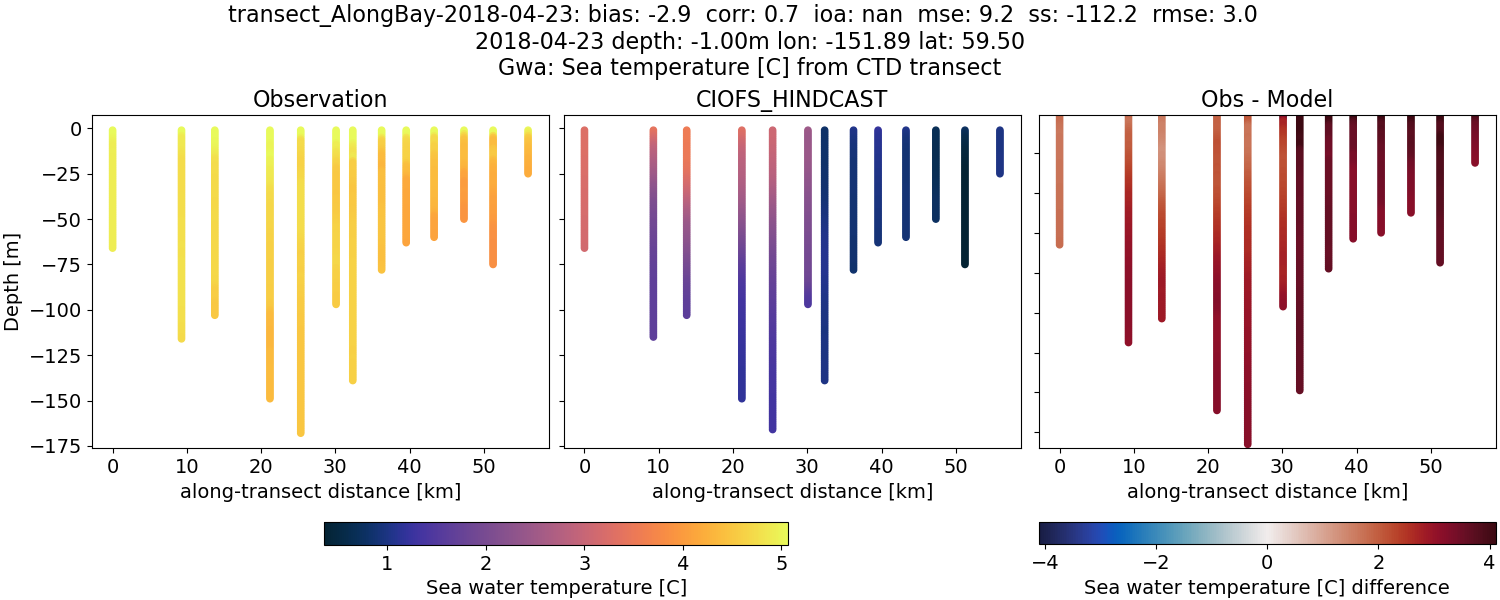 transect_AlongBay-2018-04-23: bias: -2.9  corr: 0.7  ioa: nan  mse: 9.2  ss: -112.2  rmse: 3.0
2018-04-23 depth: -1.00m lon: -151.89 lat: 59.50
Gwa: Sea temperature [C] from CTD transect
Observation
CIOFS_HINDCAST
Obs - Model
Depth [m]
0
−25
−50
−75
−100
−125
−150
−175
0 10 20 30 40 50
0 10 20 30 40 50
0 10 20 30 40 50
along-transect distance [km]
along-transect distance [km]
along-transect distance [km]
1 2 3 4 5
Sea water temperature [C]
−4 −2 0 2 4
Sea water temperature [C] difference